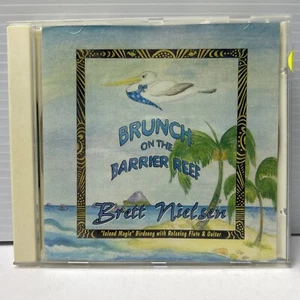 BRUNCH
ON THE
BARRIER REEF
Brett Nielsen
"Island Magic" Birdsong with Relaxing Flute & Guitar